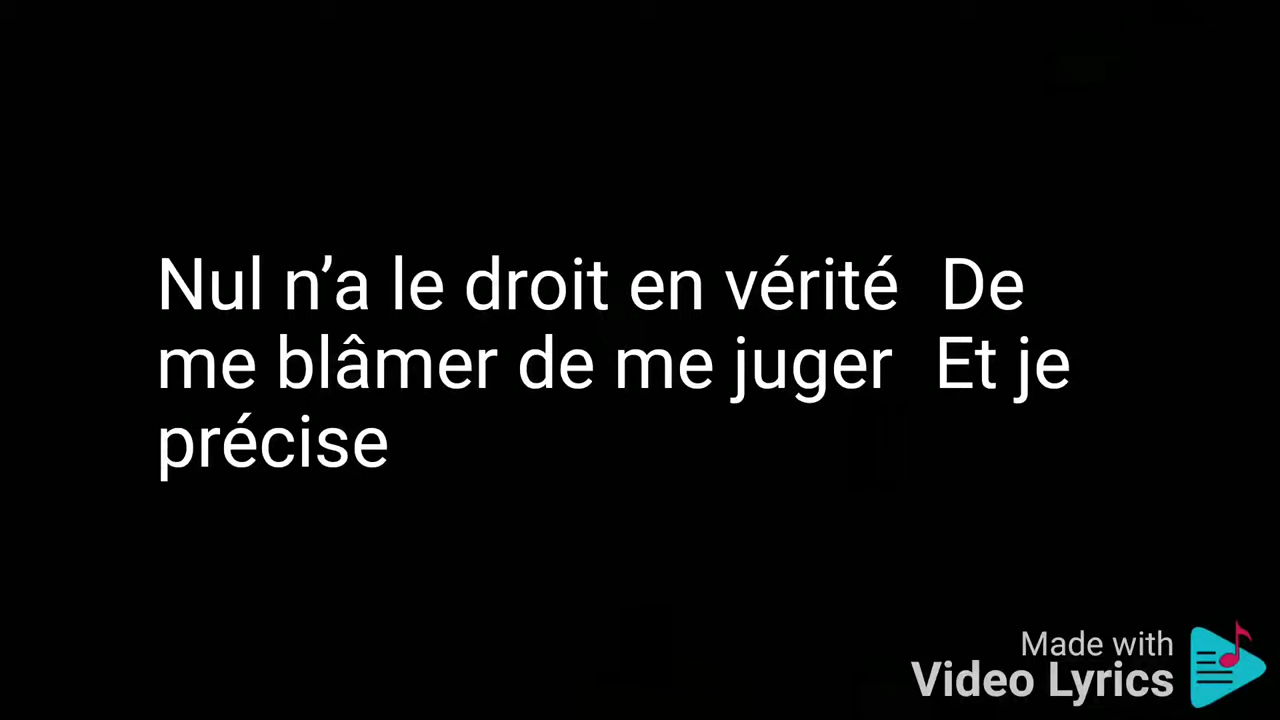 Nul n’a le droit en vérité  De
me blâmer de me juger  Et je
précise
Made with
Video Lyrics